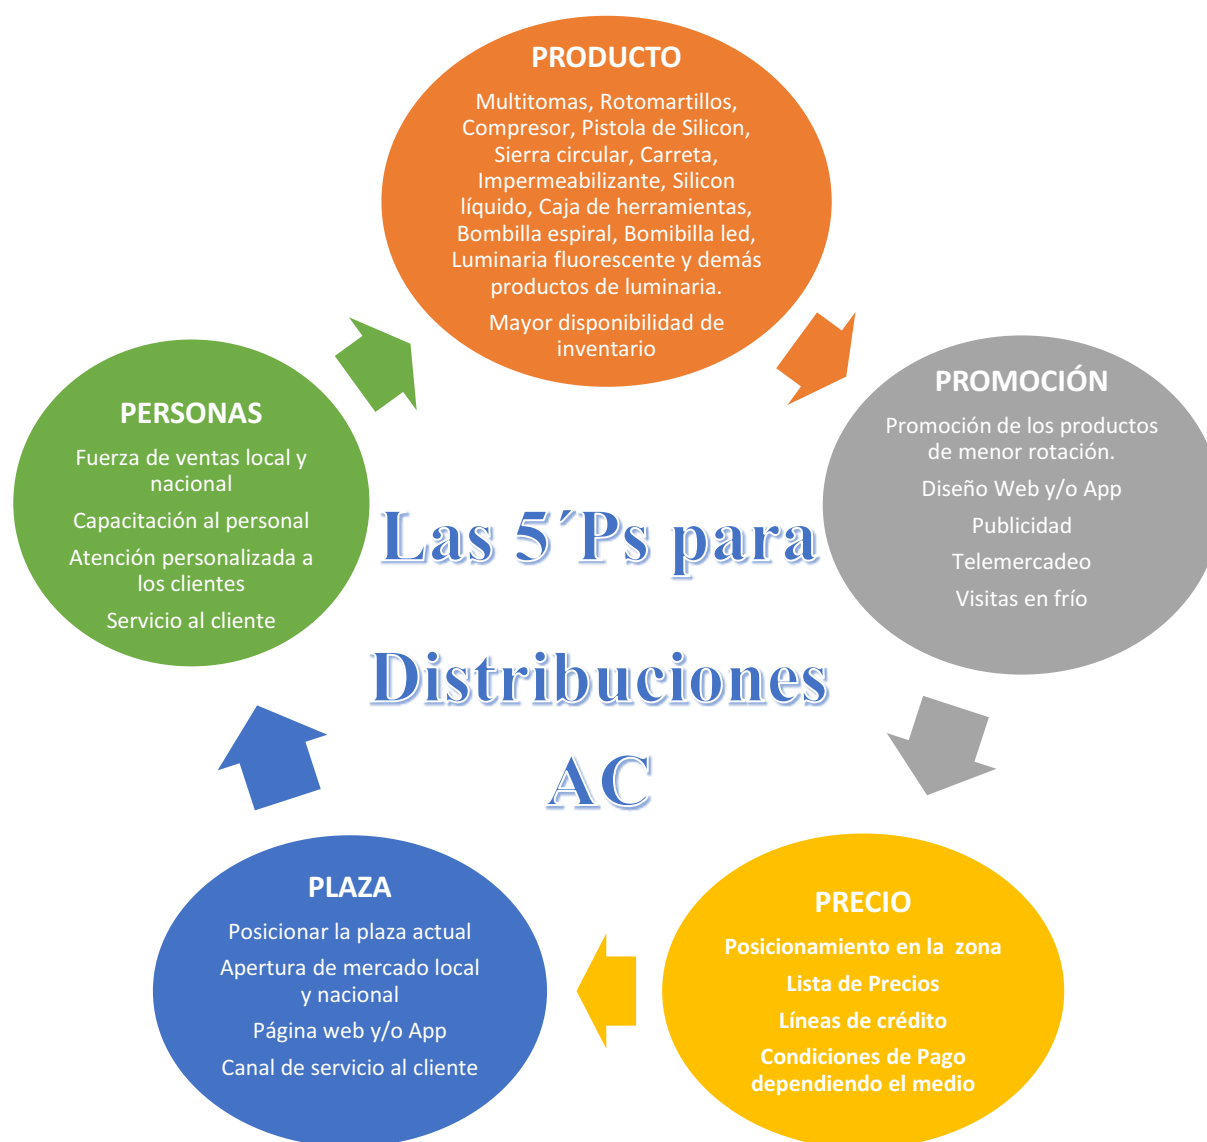 PRODUCTO
Multitomas, Rotomartillos,
Compresor, Pistola de Silicon,
Sierra circular, Carreta,
Impermeabilizante, Silicon
líquido, Caja de herramientas,
Bombilla espiral, Bomibilla led,
Luminaria fluorescente y demás
productos de luminaria.
Mayor disponibilidad de
inventario
PROMOCIÓN
Promoción de los productos
de menor rotación.
Diseño Web y/o App
Publicidad
Telemercadeo
Visitas en frío
PRECIO
Posicionamiento en la  zona
Lista de Precios
Líneas de crédito
Condiciones de Pago
dependiendo el medio
PLAZA
Posicionar la plaza actual
Apertura de mercado local
y nacional
Página web y/o App
Canal de servicio al cliente
PERSONAS
Fuerza de ventas local y
nacional
Capacitación al personal
Atención personalizada a
los clientes
Servicio al cliente
Las 5´Ps para
Distribuciones
AC